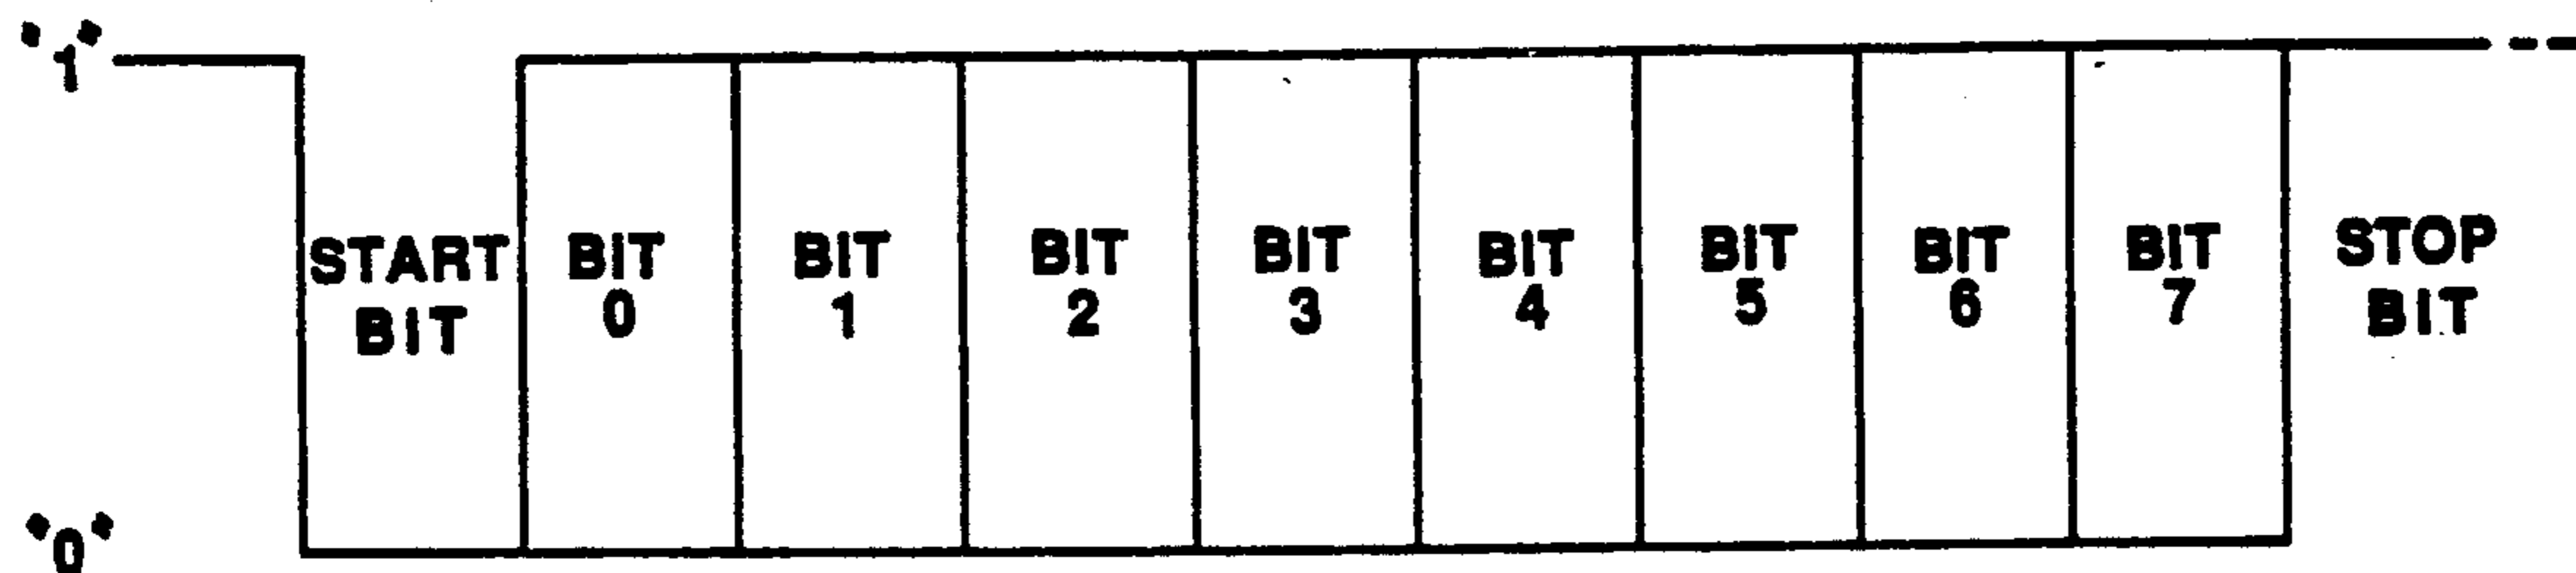 "1"
START BIT
BIT 0
BIT 1
BIT 2
BIT 3
BIT 4
BIT 5
BIT 6
BIT 7
STOP BIT
"0"